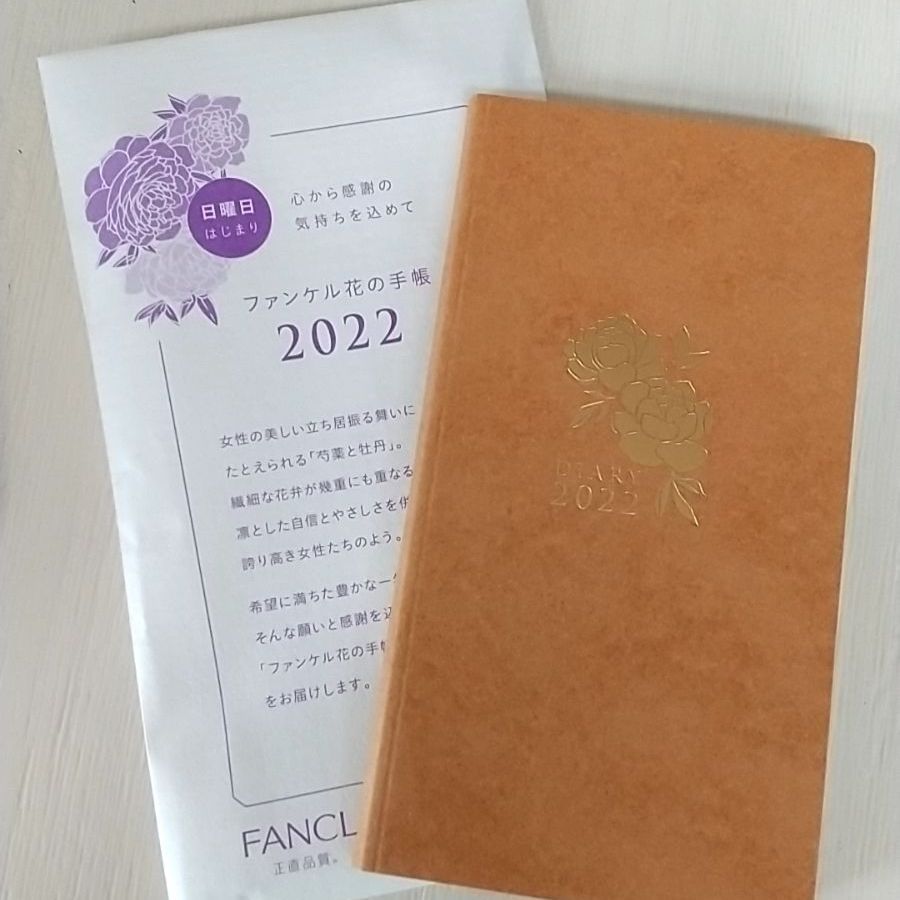 日曜日
はじまり
心から感謝の
気持ちを込めて
ファンケル花の手帳
2022
女性の美しい立ち居振る舞いに
たとえられる「芍薬と牡丹」。
繊細な花弁が幾重にも重なる
凛とした自信とやさしさを併
誇り高き女性たちのよう。
希望に満ちた豊かな一
そんな願いと感謝を込
「ファンケル花の手帳
をお届けします。
FANCL
正直品質。
DIARY
2022